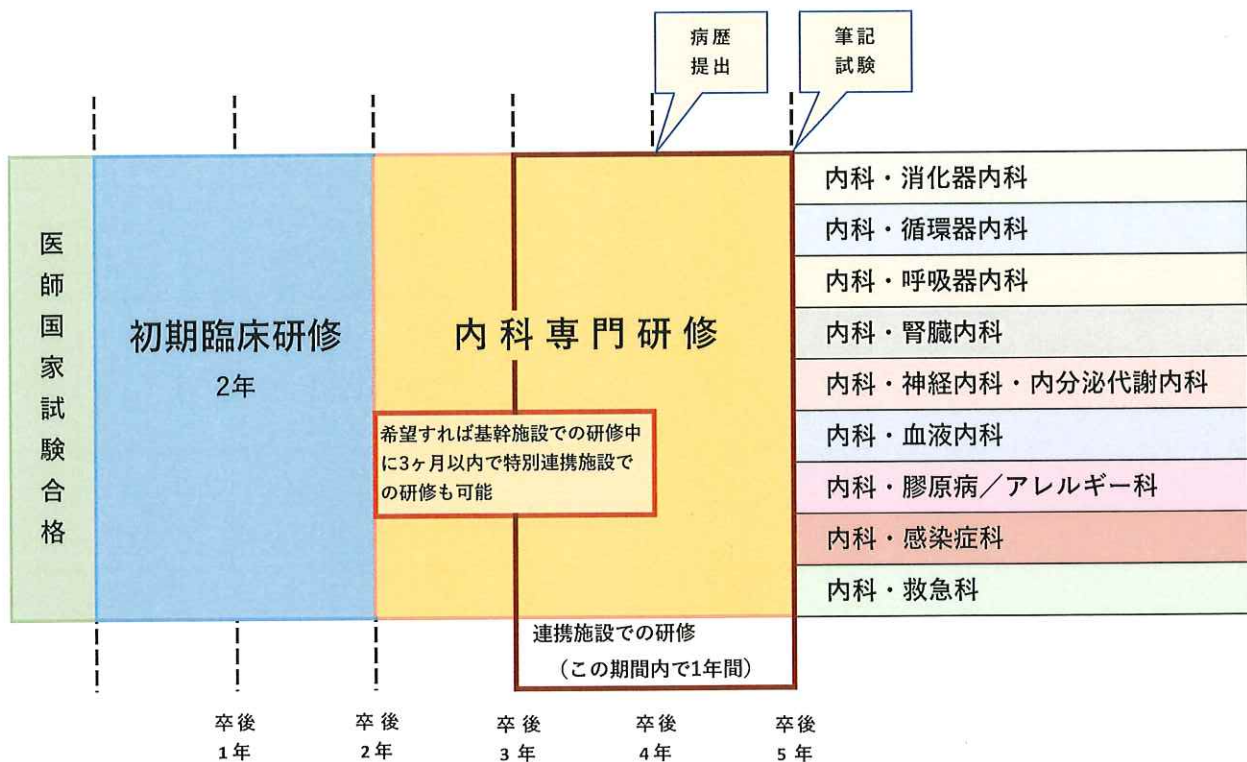 病歴
提出
筆記
試験
医師国家試験合格
初期臨床研修
2年
内科専門研修
希望すれば基幹施設での研修中
に3ヶ月以内で特別連携施設で
の研修も可能
内科・消化器内科
内科・循環器内科
内科・呼吸器内科
内科・腎臓内科
内科・神経内科・内分泌代謝内科
内科・血液内科
内科・膠原病／アレルギー科
内科・感染症科
内科・救急科
連携施設での研修
（この期間内で1年間）
卒後
1年
卒後
2年
卒後
3年
卒後
4年
卒後
5年